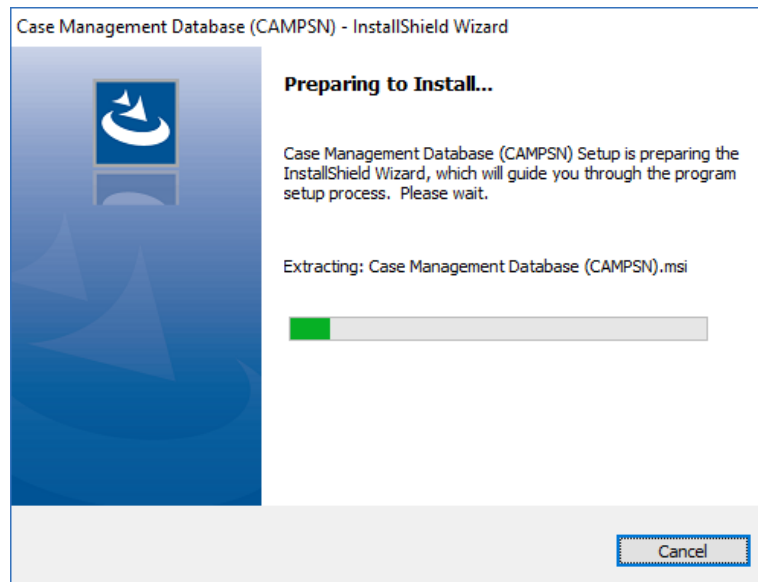 Case Management Database (CAMPSN) - InstallShield Wizard
Preparing to Install...
Case Management Database (CAMPSN) Setup is preparing the
InstallShield Wizard, which will guide you through the program
setup process.  Please wait.
Extracting: Case Management Database (CAMPSN).msi
Cancel